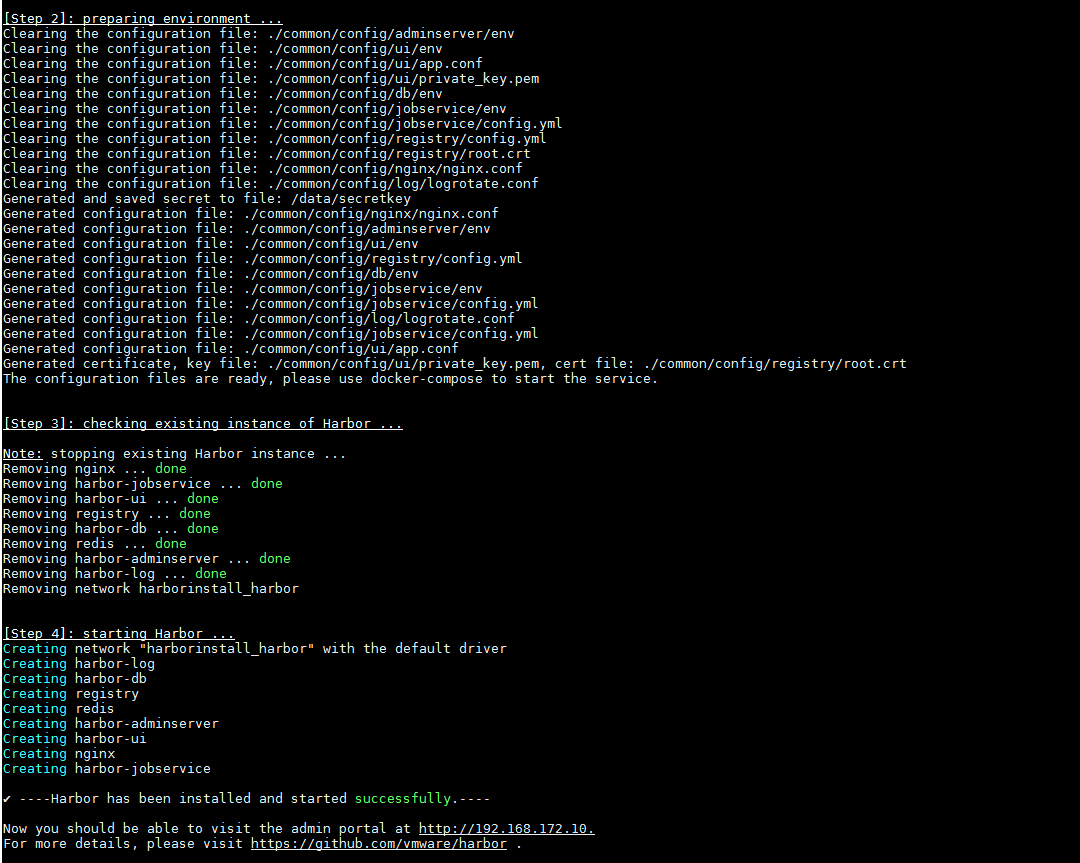 [Step 2]: preparing environment ...
Clearing the configuration file: ./common/config/adminserver/env
Clearing the configuration file: ./common/config/ui/env
Clearing the configuration file: ./common/config/ui/app.conf
Clearing the configuration file: ./common/config/ui/private_key.pem
Clearing the configuration file: ./common/config/db/env
Clearing the configuration file: ./common/config/jobservice/env
Clearing the configuration file: ./common/config/jobservice/config.yml
Clearing the configuration file: ./common/config/registry/config.yml
Clearing the configuration file: ./common/config/registry/root.crt
Clearing the configuration file: ./common/config/nginx/nginx.conf
Clearing the configuration file: ./common/config/log/logrotate.conf
Generated and saved secret to file: /data/secretkey
Generated configuration file: ./common/config/nginx/nginx.conf
Generated configuration file: ./common/config/adminserver/env
Generated configuration file: ./common/config/ui/env
Generated configuration file: ./common/config/registry/config.yml
Generated configuration file: ./common/config/db/env
Generated configuration file: ./common/config/jobservice/env
Generated configuration file: ./common/config/jobservice/config.yml
Generated configuration file: ./common/config/log/logrotate.conf
Generated configuration file: ./common/config/jobservice/config.yml
Generated configuration file: ./common/config/ui/app.conf
Generated certificate, key file: ./common/config/ui/private_key.pem, cert file: ./common/config/registry/root.crt
The configuration files are ready, please use docker-compose to start the service.
[Step 3]: checking existing instance of Harbor ...
Note: stopping existing Harbor instance ...
Removing nginx ... done
Removing harbor-jobservice ... done
Removing harbor-ui ... done
Removing registry ... done
Removing harbor-db ... done
Removing redis ... done
Removing harbor-adminserver ... done
Removing harbor-log ... done
Removing network harborinstall_harbor
[Step 4]: starting Harbor ...
Creating network "harborinstall_harbor" with the default driver
Creating harbor-log
Creating harbor-db
Creating registry
Creating redis
Creating harbor-adminserver
Creating harbor-ui
Creating nginx
Creating harbor-jobservice
✔ ----Harbor has been installed and started successfully.----
Now you should be able to visit the admin portal at http://192.168.172.10.
For more details, please visit https://github.com/vmware/harbor .